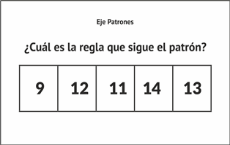 Eje Patrones
¿Cuál es la regla que sigue el patrón?
9 12 11 14 13